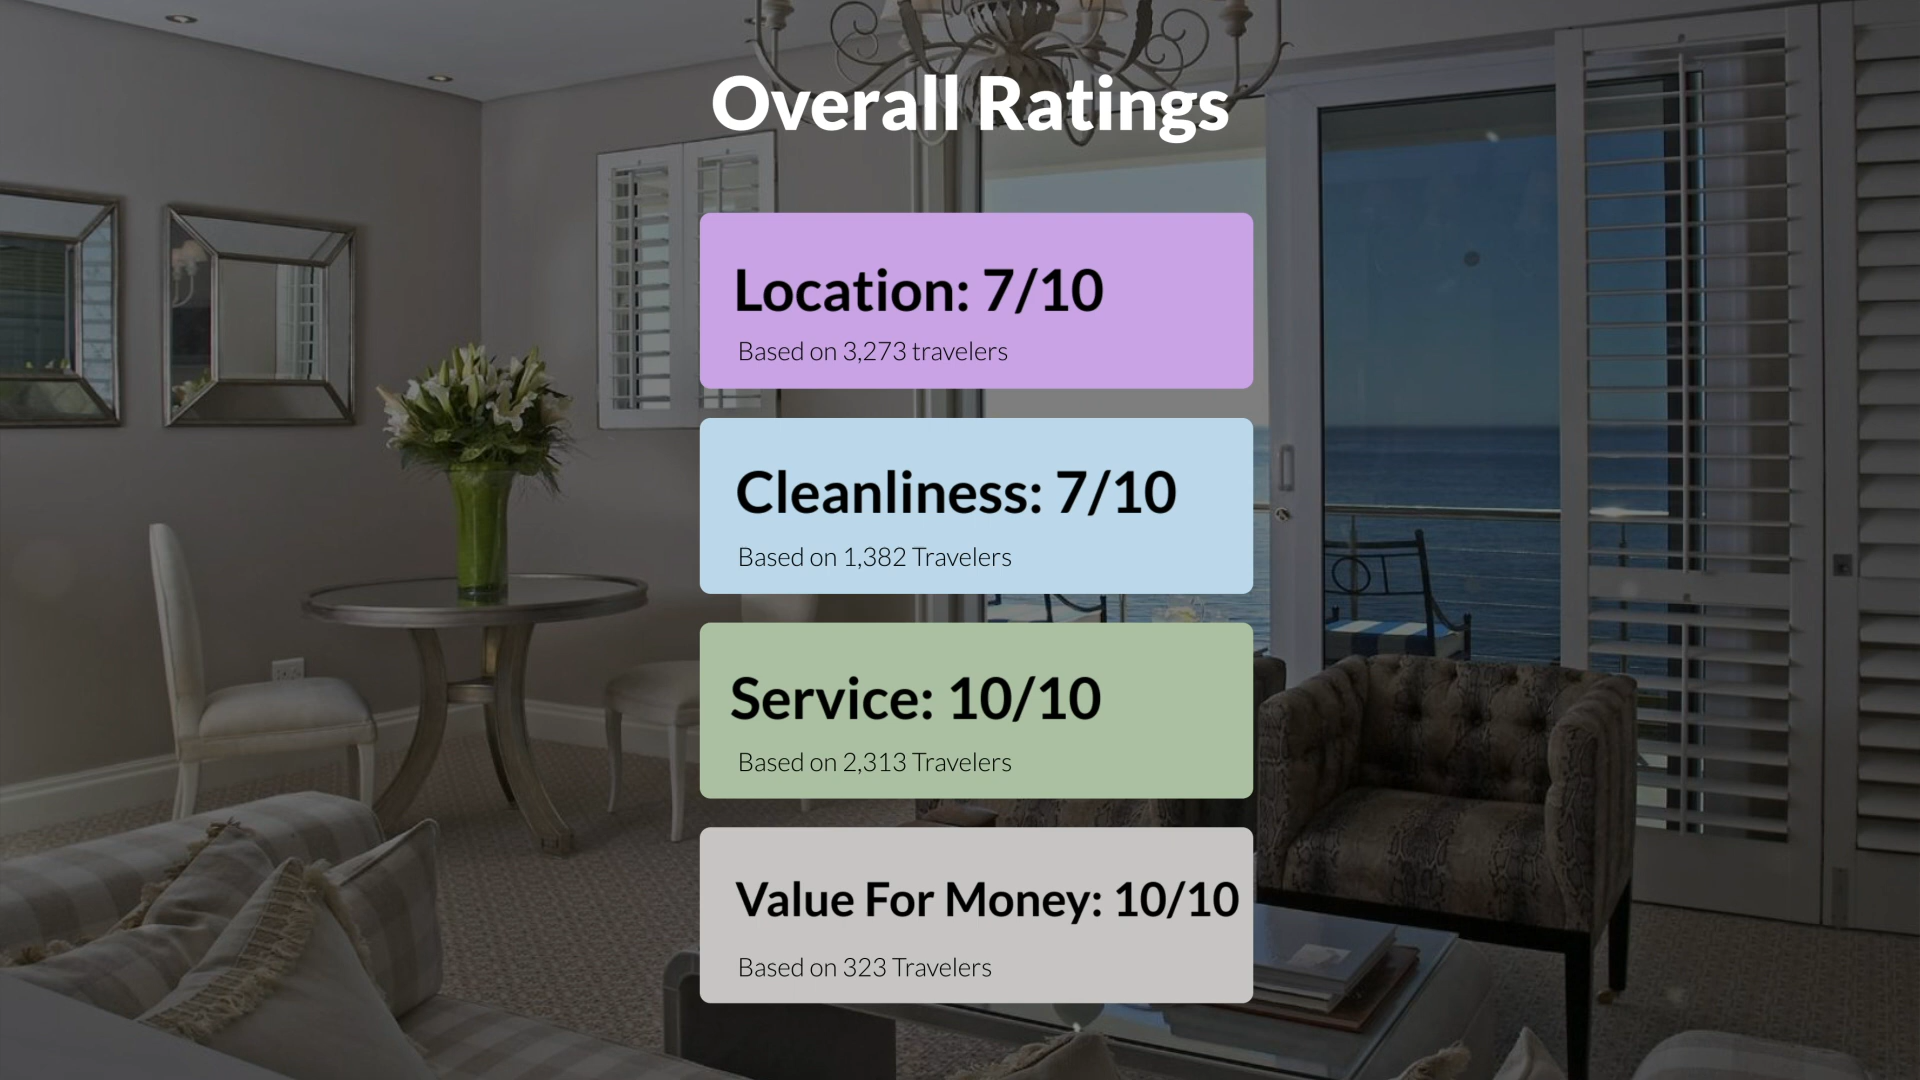 Overall Ratings
Location: 7/10
Based on 3,273 travelers
Cleanliness: 7/10
Based on 1,382 Travelers
Service: 10/10
Based on 2,313 Travelers
Value For Money: 10/10
Based on 323 Travelers